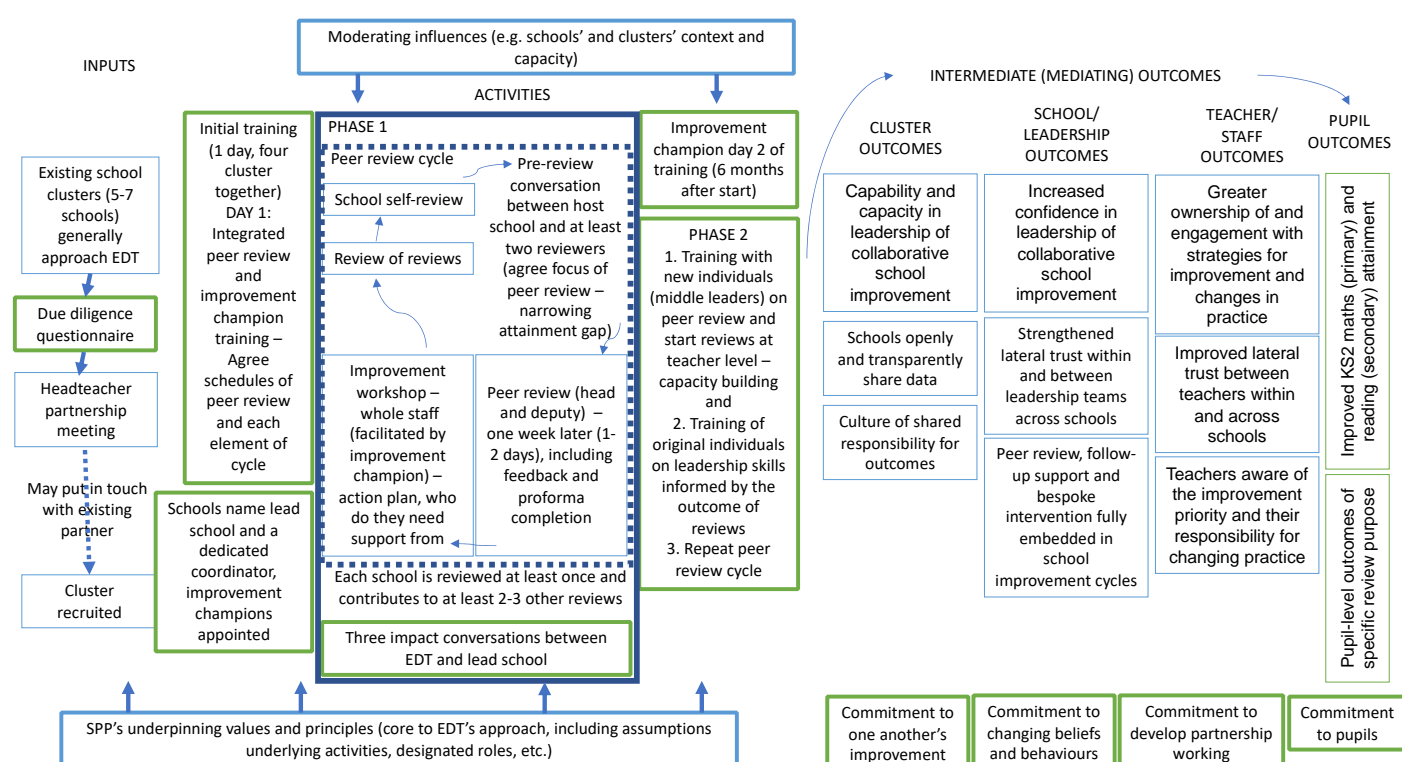 Moderating influences (e.g. schools' and clusters' context and
capacity)
INPUTS
ACTIVITIES
INTERMEDIATE (MEDIATING) OUTCOMES
Existing school
clusters (5-7
schools)
generally
approach EDT
Due diligence
questionnaire
Headteacher
partnership
meeting
May put in touch
with existing
partner
Cluster
recruited
Initial training
(1 day, four
cluster
together)
DAY 1:
Integrated
peer review
and
improvement
champion
training –
Agree
schedules of
peer review
and each
element of
cycle
Schools name lead
school and a
dedicated
coordinator,
improvement
champions
appointed
PHASE 1
Peer review cycle
School self-review
Review of reviews
Pre-review
conversation
between host
school and at least
two reviewers
(agree focus of
peer review –
narrowing
attainment gap)
Improvement
workshop –
whole staff
(facilitated by
improvement
champion) –
action plan, who
do they need
support from
Peer review (head
and deputy) –
one week later (1-
2 days), including
feedback and
proforma
completion
Each school is reviewed at least once and
contributes to at least 2-3 other reviews
Three impact conversations between
EDT and lead school
Improvement
champion day 2 of
training (6 months
after start)
PHASE 2
1. Training with
new individuals
(middle leaders) on
peer review and
start reviews at
teacher level –
capacity building
and
2. Training of
original individuals
on leadership skills
informed by the
outcome of
reviews
3. Repeat peer
review cycle
CLUSTER
OUTCOMES
Capability and
capacity in
leadership of
collaborative
school
improvement
Schools openly
and transparently
share data
Culture of shared
responsibility for
outcomes
SCHOOL/
LEADERSHIP
OUTCOMES
Increased
confidence in
leadership of
collaborative
school
improvement
Strengthened
lateral trust within
and between
leadership teams
across schools
Peer review, follow-
up support and
bespoke
intervention fully
embedded in
school
improvement cycles
TEACHER/
STAFF
OUTCOMES
Greater
ownership of and
engagement with
strategies for
improvement and
changes in
practice
Improved lateral
trust between
teachers within
and across
schools
Teachers aware of
the improvement
priority and their
responsibility for
changing practice
PUPIL
OUTCOMES
Improved KS2 maths (primary) and
reading (secondary) attainment
Pupil-level outcomes of
specific review purpose
SPP's underpinning values and principles (core to EDT's approach, including assumptions
underlying activities, designated roles, etc.)
Commitment to
one another's
improvement
Commitment to
changing beliefs
and behaviours
Commitment to
develop partnership
working
Commitment
to pupils